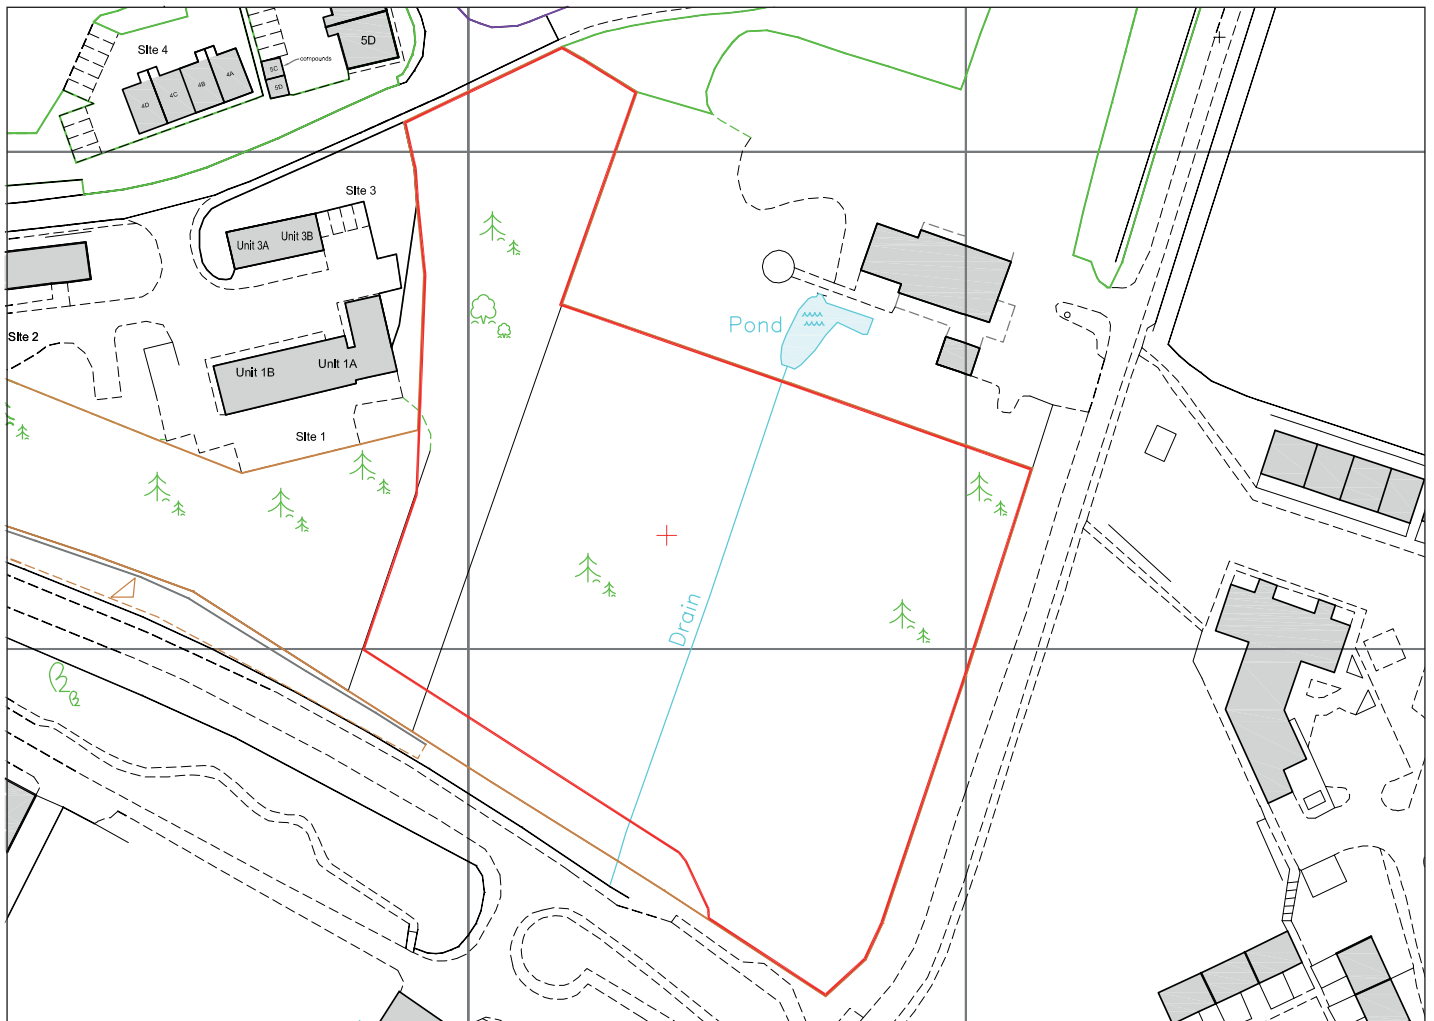 Site 4
5D
compounds
4A
5C
4B
5D
4C
4D
Site 3
Unit 3B
Unit 3A
Pond
Site 2
Unit 1A
Unit 1B
Site 1
Drain